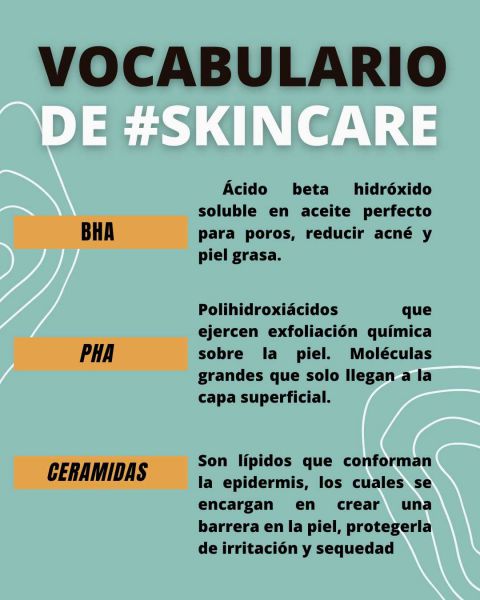 VOCABULARIO
DE #SKINCARE
BHA
Ácido beta hidróxido
soluble en aceite perfecto
para poros, reducir acné y
piel grasa.
PHA
Polihidroxiácidos que
ejercen exfoliación química
sobre la piel. Moléculas
grandes que solo llegan a la
capa superficial.
CERAMIDAS
Son lípidos que conforman
la epidermis, los cuales se
encargan en crear una
barrera en la piel, protegerla
de irritación y sequedad